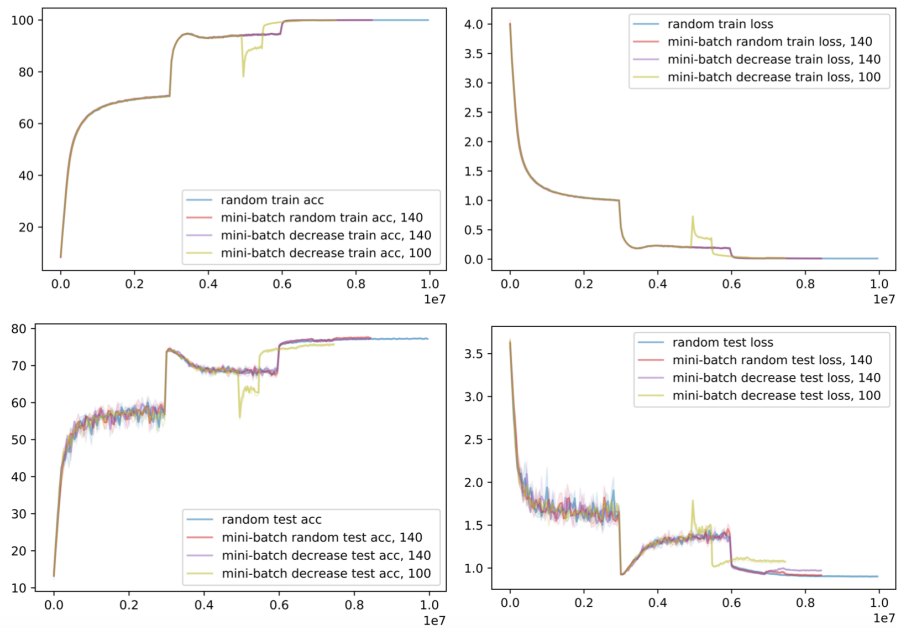 100
80
60
40
20
random train acc
mini-batch random train acc, 140
mini-batch decrease train acc, 140
mini-batch decrease train acc, 100
0.0 0.2 0.4 0.6 0.8 1.0
1e7
4.0
3.5
3.0
2.5
2.0
1.5
1.0
0.5
0.0
random train loss
mini-batch random train loss, 140
mini-batch decrease train loss, 140
mini-batch decrease train loss, 100
0.0 0.2 0.4 0.6 0.8 1.0
1e7
80
70
60
50
40
30
20
10
random test acc
mini-batch random test acc, 140
mini-batch decrease test acc, 140
mini-batch decrease test acc, 100
0.0 0.2 0.4 0.6 0.8 1.0
1e7
3.5
3.0
2.5
2.0
1.5
1.0
random test loss
mini-batch random test loss, 140
mini-batch decrease test loss, 140
mini-batch decrease test loss, 100
0.0 0.2 0.4 0.6 0.8 1.0
1e7